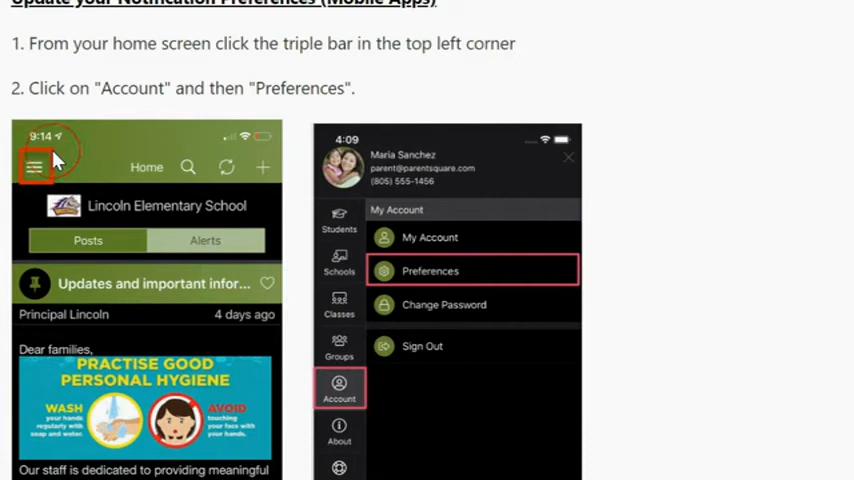 Update your Notification Preferences (Mobile Apps)
1. From your home screen click the triple bar in the top left corner
2. Click on "Account" and then "Preferences".
9:14
Home
Lincoln Elementary School
Posts
Alerts
Updates and important infor...
Principal Lincoln
4 days ago
Dear families,
PRACTISE GOOD
PERSONAL HYGIENE
WASH
your hands
regularly with
soap and water.
AVOID
touching
your face with
your hands.
Our staff is dedicated to providing meaningful
4:09
Maria Sanchez
parent@parentsquare.com
(805) 555-1456
Students
Schools
Classes
Groups
Account
About
My Account
My Account
Preferences
Change Password
Sign Out